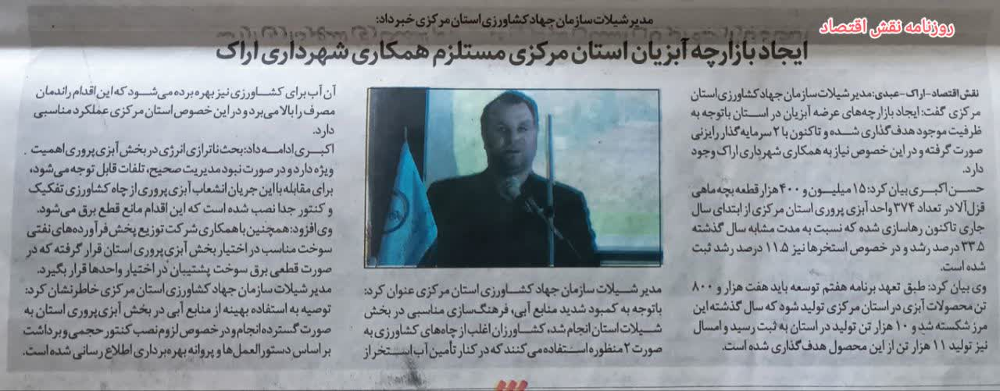 روزنامه نقش اقتصاد
مدیر شیلات سازمان جهاد کشاورزی استان مرکزی خبر داد:
ایجاد بازارچه آبزیان استان مرکزی مستلزم همکاری شهرداری اراک
نقش اقتصاد-اراک-عبدی: مدیر شیلات سازمان جهاد کشاورزی استان
مرکزی گفت: ایجاد بازارچه‌های عرضه آبزیان در استان باتوجه به
ظرفیت موجود هدف گذاری شده و تاکنون با ۲ سرمایه‌گذار رایزنی
صورت گرفته و در این خصوص نیاز به همکاری شهرداری اراک وجود
دارد.
حسن اکبری بیان کرد: ۱۵ میلیون و ۴۰۰ هزار قطعه بچه ماهی
قزل‌آلا در تعداد ۳۷۴ واحد آبزی پروری استان مرکزی از ابتدای سال
جاری تاکنون رهاسازی شده که نسبت به مدت مشابه سال گذشته
۳۳.۵ درصد رشد و در خصوص استخرها نیز ۱۱.۵ درصد رشد ثبت
شده است.
وی بیان کرد: طبق تعهد برنامه هفتم توسعه باید هفت هزار و ۸۰۰
تن محصولات آبزی در استان مرکزی تولید شود که سال گذشته این
مرز شکسته شد و ۱۰ هزار تن تولید در استان به ثبت رسید و امسال
نیز تولید ۱۱ هزار تن از این محصول هدف گذاری شده است.
مدیر شیلات سازمان جهاد کشاورزی استان مرکزی عنوان کرد:
باتوجه به کمبود شدید منابع آبی، فرهنگ‌سازی مناسبی در بخش
شیلات استان انجام شد، کشاورزان اغلب از چاه‌های کشاورزی به
صورت ۲ منظوره استفاده می‌کنند که در کنار تأمین آب استخر از
آن آب برای کشاورزی نیز بهره برده می‌شود که این اقدام راندمان
مصرف را بالا می‌برد و در این خصوص استان مرکزی عملکرد مناسبی
دارد.
اکبری ادامه داد: بحث ناترازی انرژی در بخش آبزی پروری اهمیت
ویژه دارد و در صورت نبود مدیریت صحیح، تلفات قابل توجه می‌شود،
برای مقابله با این جریان انشعاب آبزی پروری از چاه کشاورزی تفکیک
و کنتور جدا نصب شده است که این اقدام مانع قطع برق می‌شود.
وی افزود: همچنین با همکاری شرکت توزیع پخش فرآورده‌های نفتی
سوخت مناسب در اختیار بخش آبزی پروری استان قرار گرفته که در
صورت قطعی برق سوخت پشتیبان در اختیار واحدها قرار بگیرد.
مدیر شیلات سازمان جهاد کشاورزی استان مرکزی خاطرنشان کرد:
توصیه به استفاده بهینه از منابع آبی در بخش آبزی پروری استان به
صورت گسترده انجام و در خصوص لزوم نصب کنتور حجمی و برداشت
بر اساس دستورالعمل‌ها و پروانه بهره‌برداری اطلاع رسانی شده است.